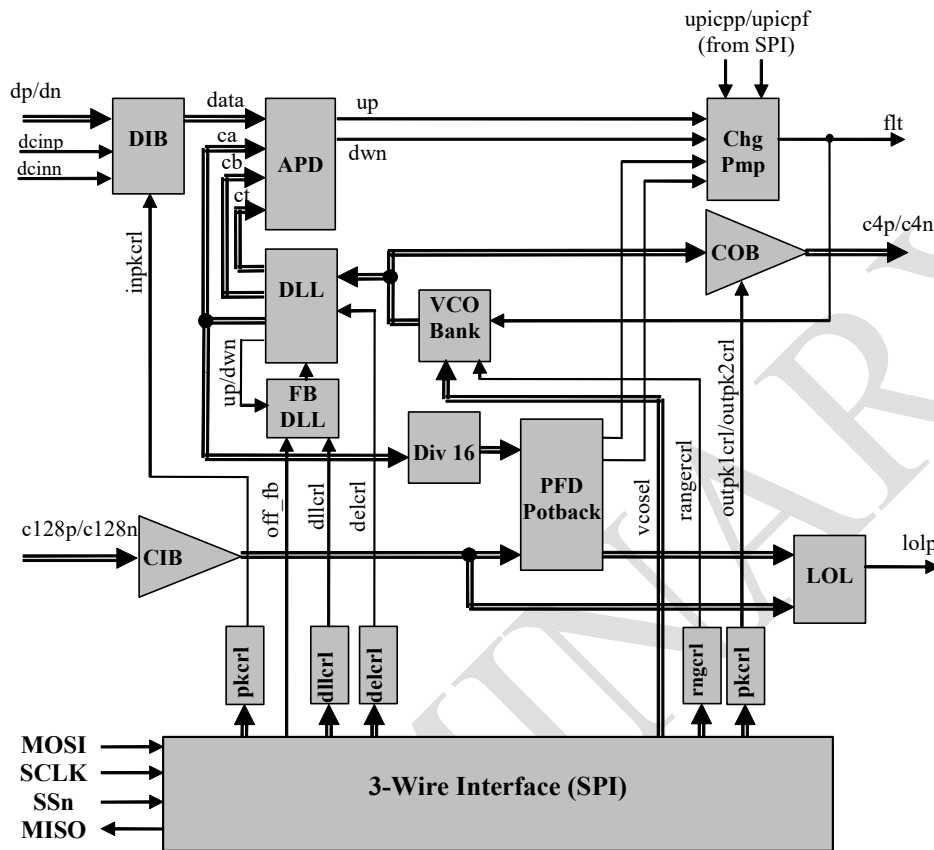 upicpp/upicpf
(from SPI)
dp/dn
data
up
DIB
dcinp
dcinn
ca
dwn
cb
APD
ct
Chg
Pmp
flt
c4p/c4n
COB
inpkcrl
DLL
VCO
Bank
up/dwn
FB
DLL
Div 16
PFD
Potback
off_fb
dllcrl
delcrl
vcosel
rangercrl
outpk1crl/outpk2crl
c128p/c128n
CIB
LOL
lolp
pkcrl
dllcrl
delcrl
rngcrl
pkcrl
MOSI
SCLK
SSn
MISO
3-Wire Interface (SPI)
MINARY